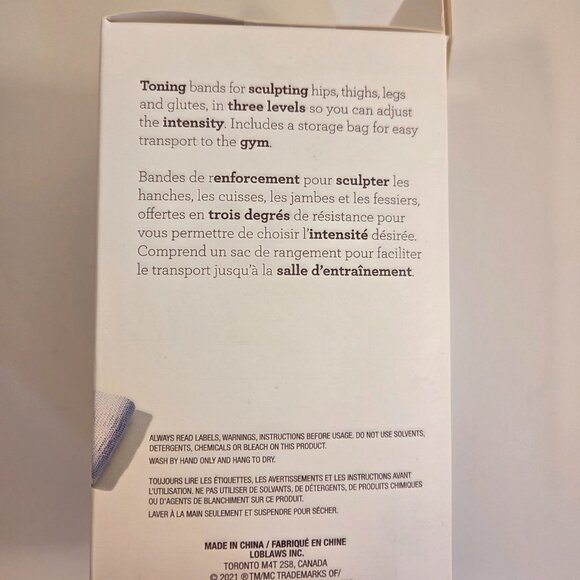 Toning bands for sculpting hips, thighs, legs
and glutes, in three levels so you can adjust
the intensity. Includes a storage bag for easy
transport to the gym.
Bandes de renforcement pour sculpter les
hanches, les cuisses, les jambes et les fessiers,
offertes en trois degrés de résistance pour
vous permettre de choisir l'intensité désirée.
Comprend un sac de rangement pour faciliter
le transport jusqu'à la salle d'entraînement.
ALWAYS READ LABELS, WARNINGS, INSTRUCTIONS BEFORE USAGE. DO NOT USE SOLVENTS,
DETERGENTS, CHEMICALS OR BLEACH ON THIS PRODUCT.
WASH BY HAND ONLY AND HANG TO DRY.
TOUJOURS LIRE LES ÉTIQUETTES, LES AVERTISSEMENTS ET LES INSTRUCTIONS AVANT
L'UTILISATION. NE PAS UTILISER DE SOLVANTS, DE DÉTERGENTS, DE PRODUITS CHIMIQUES
OU D'AGENTS DE BLANCHIMENT SUR CE PRODUIT.
LAVER À LA MAIN SEULEMENT ET SUSPENDRE POUR SÉCHER.
MADE IN CHINA / FABRIQUÉ EN CHINE
LOBLAWS INC.
TORONTO M4T 2S8, CANADA
© 2021 ®/TM/MC TRADEMARKS OF/